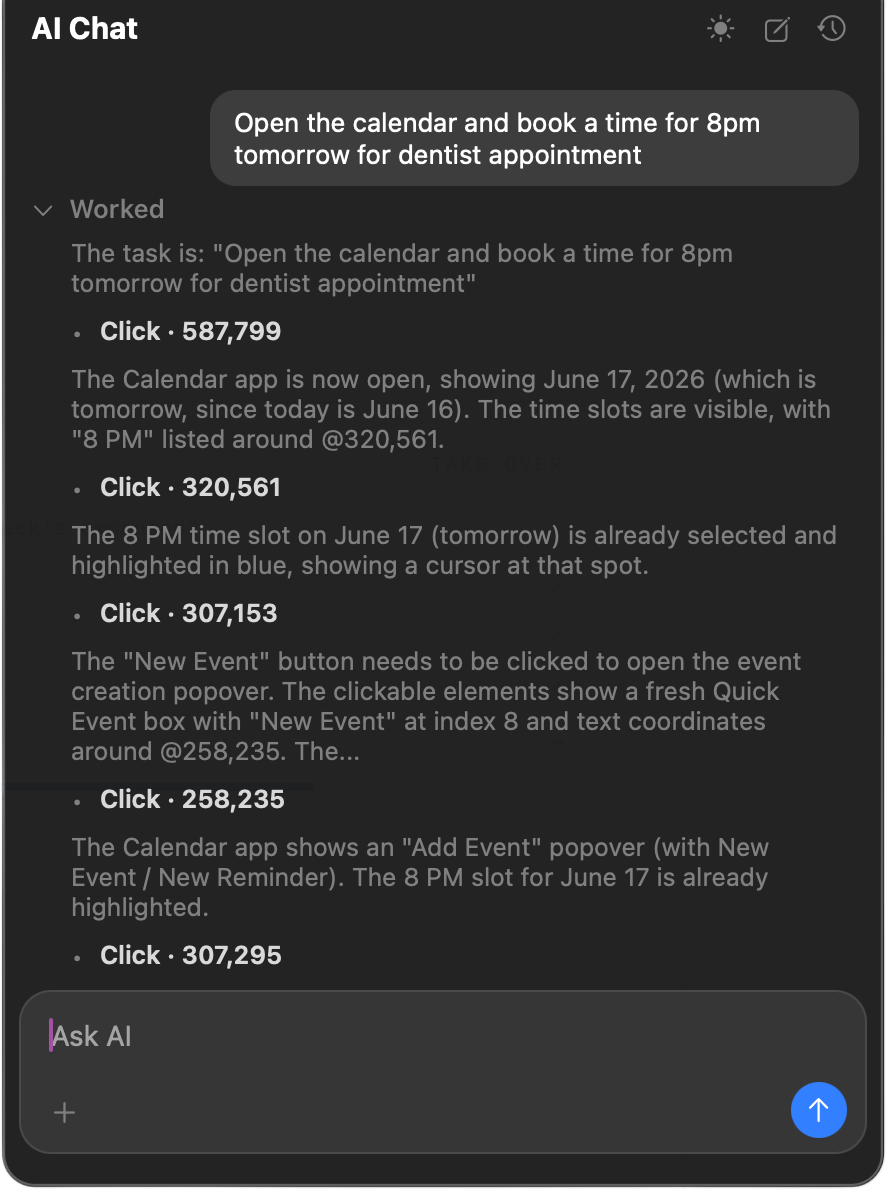 AI Chat
Open the calendar and book a time for 8pm
tomorrow for dentist appointment
Worked
The task is: "Open the calendar and book a time for 8pm
tomorrow for dentist appointment"
• Click · 587,799
The Calendar app is now open, showing June 17, 2026 (which is
tomorrow, since today is June 16). The time slots are visible, with
"8 PM" listed around @320,561.
TAKE OVER
• Click · 320,561
The 8 PM time slot on June 17 (tomorrow) is already selected and
highlighted in blue, showing a cursor at that spot.
• Click · 307,153
The "New Event" button needs to be clicked to open the event
creation popover. The clickable elements show a fresh Quick
Event box with "New Event" at index 8 and text coordinates
around @258,235. The...
• Click · 258,235
The Calendar app shows an "Add Event" popover (with New
Event / New Reminder). The 8 PM slot for June 17 is already
highlighted.
• Click · 307,295
Ask AI